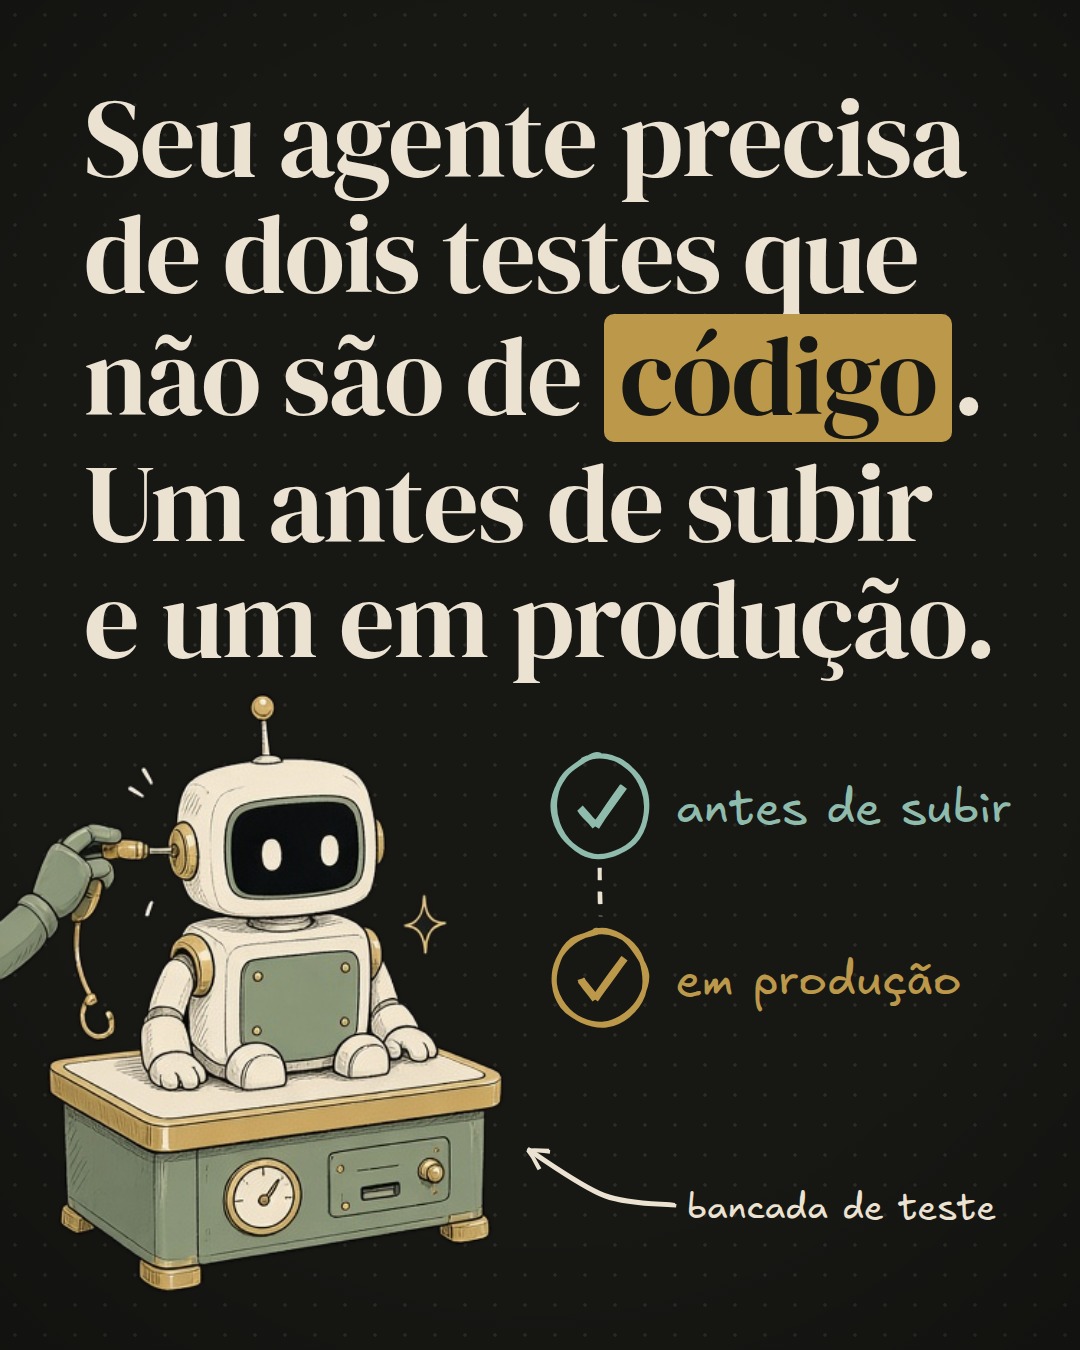 Seu agente precisa
de dois testes que
não são de código.
Um antes de subir
e um em produção.
antes de subir
em produção
bancada de teste